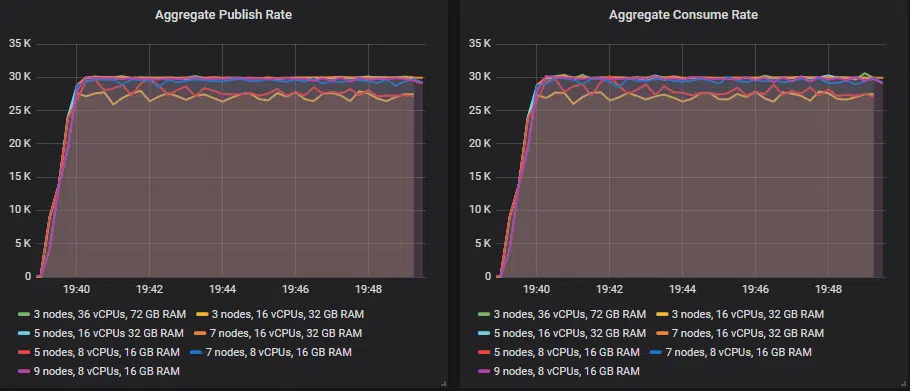 Aggregate Publish Rate
35 K
30 K
25 K
20 K
15 K
10 K
5 K
0
19:40 19:42 19:44 19:46 19:48
3 nodes, 36 vCPUs, 72 GB RAM 3 nodes, 16 vCPUs, 32 GB RAM
5 nodes, 16 vCPUs 32 GB RAM 7 nodes, 16 vCPUs, 32 GB RAM
5 nodes, 8 vCPUs, 16 GB RAM 7 nodes, 8 vCPUs, 16 GB RAM
9 nodes, 8 vCPUs, 16 GB RAM
Aggregate Consume Rate
35 K
30 K
25 K
20 K
15 K
10 K
5 K
0
19:40 19:42 19:44 19:46 19:48
3 nodes, 36 vCPUs, 72 GB RAM 3 nodes, 16 vCPUs, 32 GB RAM
5 nodes, 16 vCPUs 32 GB RAM 7 nodes, 16 vCPUs, 32 GB RAM
5 nodes, 8 vCPUs, 16 GB RAM 7 nodes, 8 vCPUs, 16 GB RAM
9 nodes, 8 vCPUs, 16 GB RAM